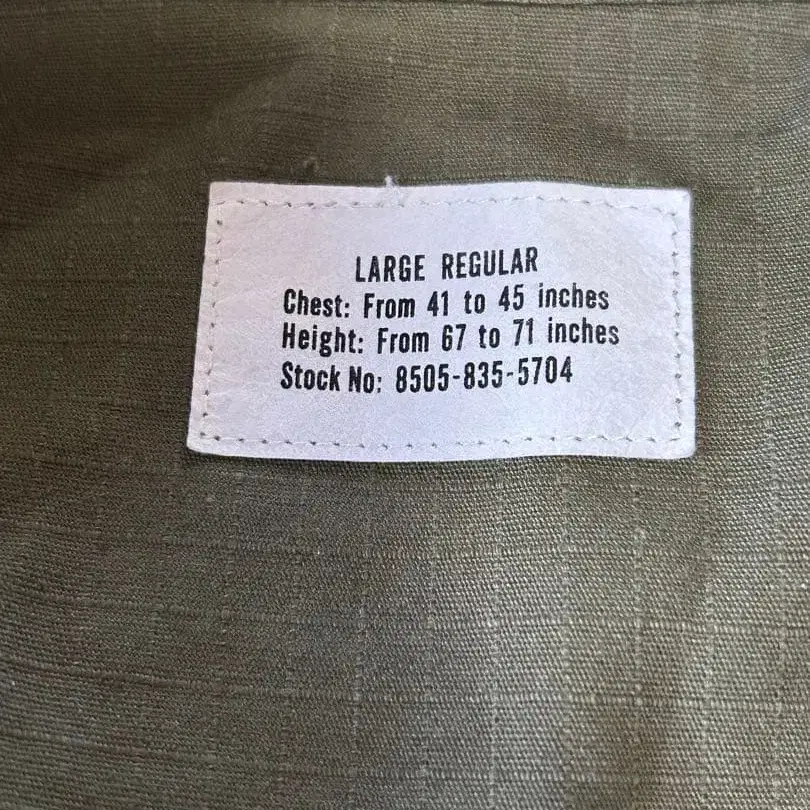 LARGE REGULAR
Chest: From 41 to 45 inches
Height: From 67 to 71 inches
Stock No: 8505-835-5704